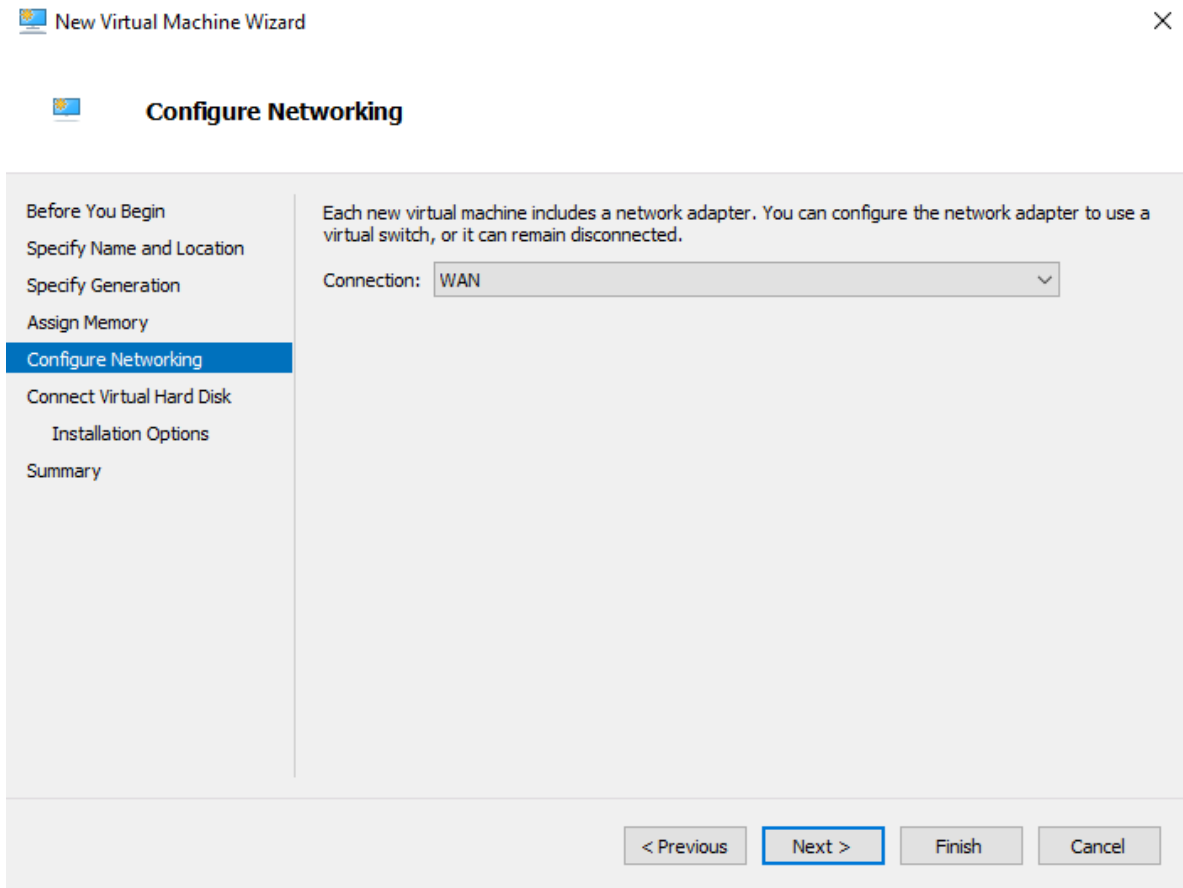 New Virtual Machine Wizard
Configure Networking
Before You Begin
Specify Name and Location
Specify Generation
Assign Memory
Configure Networking
Connect Virtual Hard Disk
Installation Options
Summary
Each new virtual machine includes a network adapter. You can configure the network adapter to use a
virtual switch, or it can remain disconnected.
Connection: WAN
< Previous
Next >
Finish
Cancel